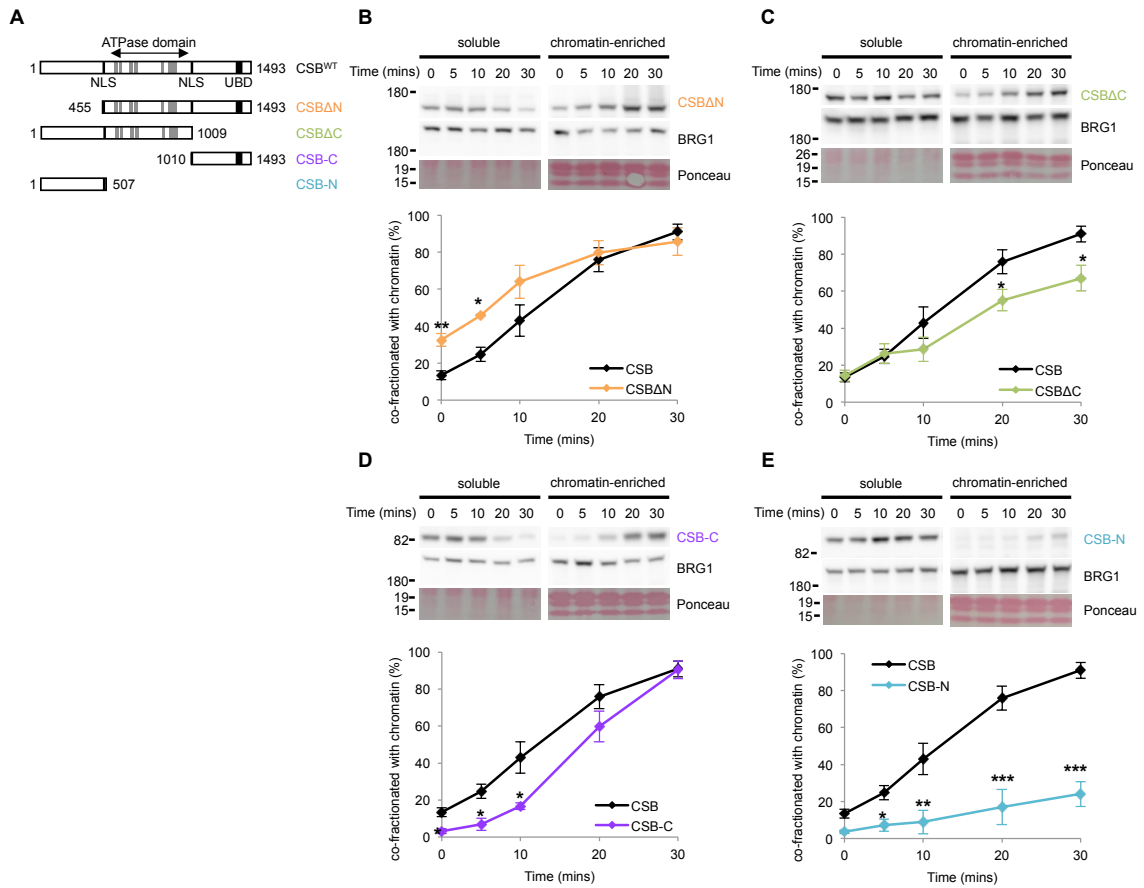 A
ATPase domain
1 1493 CSBWT
NLS NLS UBD
455 1493 CSBΔN
1 1009 CSBΔC
1010 1493 CSB-C
1 507 CSB-N
B
soluble chromatin-enriched
Time (mins) 0 5 10 20 30 0 5 10 20 30
180
CSBΔN
BRG1
180
19
15
Ponceau
co-fractionated with chromatin (%)
100
80
60
40
20
0
** *
CSB
CSBΔN
0 10 20 30
Time (mins)
C
soluble chromatin-enriched
Time (mins) 0 5 10 20 30 0 5 10 20 30
180
CSBΔC
BRG1
180
26
19
15
Ponceau
co-fractionated with chromatin (%)
100
80
60
40
20
0
* *
CSB
CSBΔC
0 10 20 30
Time (mins)
D
soluble chromatin-enriched
Time (mins) 0 5 10 20 30 0 5 10 20 30
82
CSB-C
BRG1
180
19
15
Ponceau
co-fractionated with chromatin (%)
100
80
60
40
20
0
* * *
CSB
CSB-C
0 10 20 30
Time (mins)
E
soluble chromatin-enriched
Time (mins) 0 5 10 20 30 0 5 10 20 30
CSB-N
82
BRG1
180
19
15
Ponceau
co-fractionated with chromatin (%)
100
80
60
40
20
0
CSB
CSB-N
* ** *** ***
0 10 20 30
Time (mins)